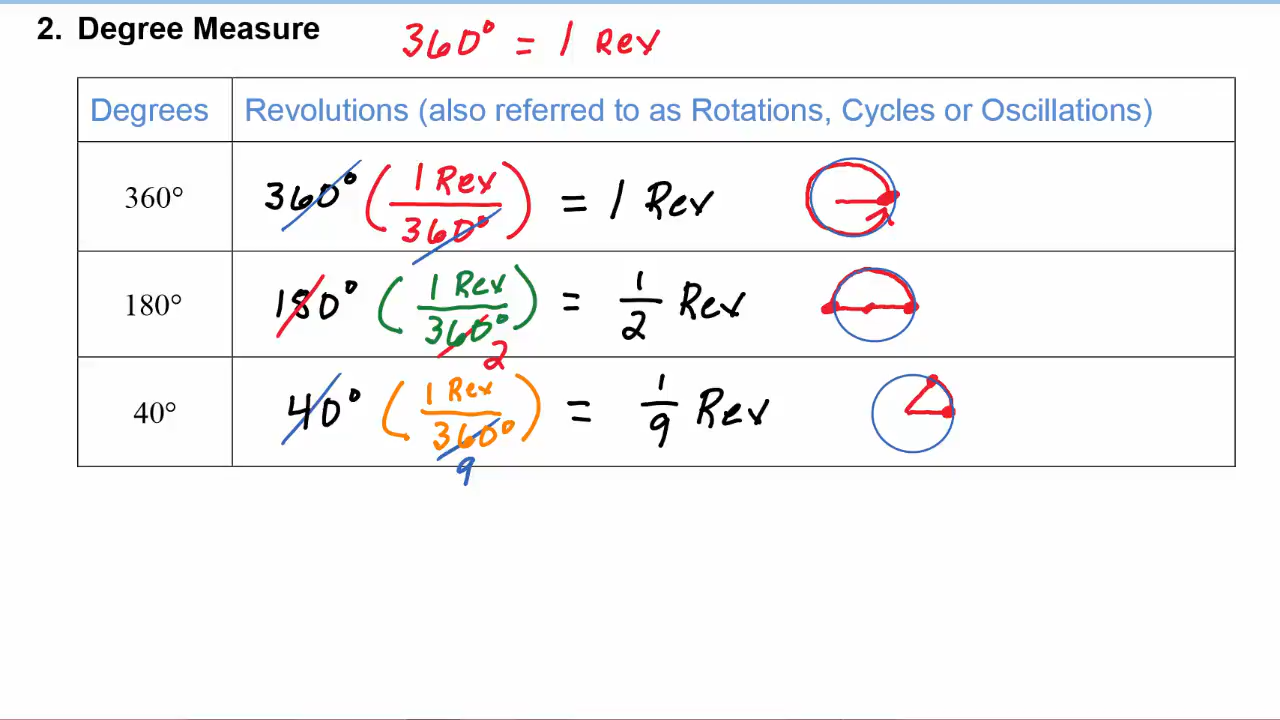 2. Degree Measure 360° = 1 Rev
Degrees Revolutions (also referred to as Rotations, Cycles or Oscillations)
360° 360° ( 1 Rev / 360° ) = 1 Rev
180° 180° ( 1 Rev / 360° ) = 1/2 Rev
2
40° 40° ( 1 Rev / 360° ) = 1/9 Rev
9